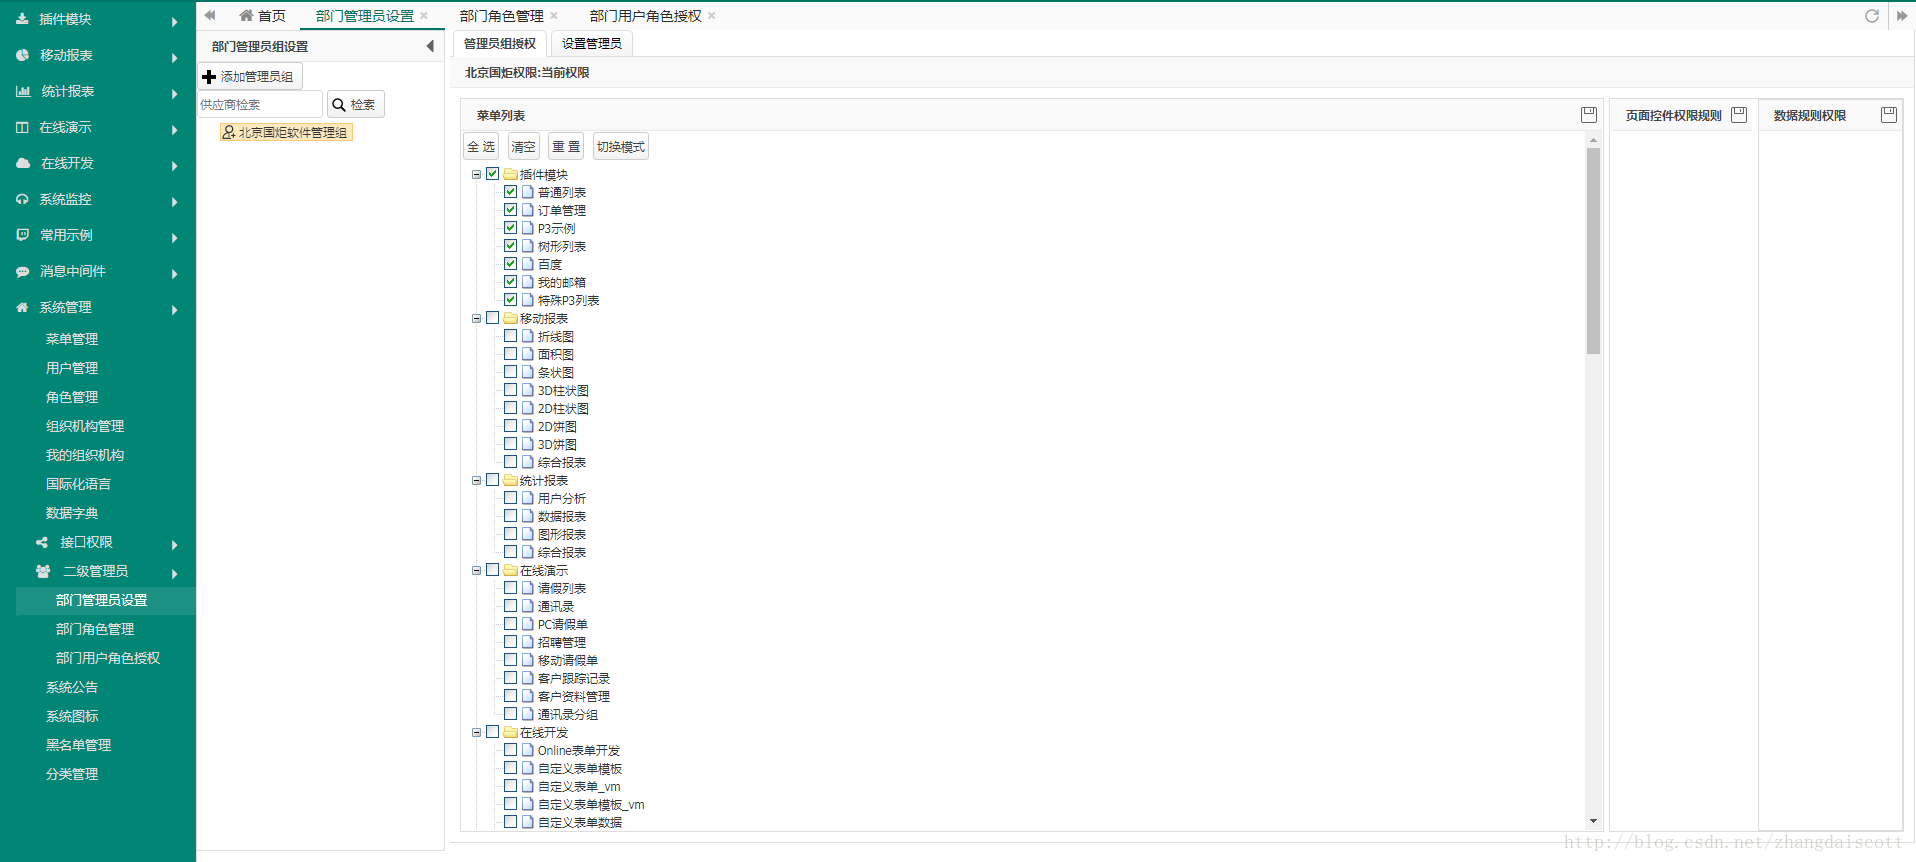 插件模块
移动报表
统计报表
在线演示
在线开发
系统监控
常用示例
消息中间件
系统管理
菜单管理
用户管理
角色管理
组织机构管理
我的组织机构
国际化语言
数据字典
接口权限
二级管理员
部门管理员设置
部门角色管理
部门用户角色授权
系统公告
系统图标
黑名单管理
分类管理
首页 部门管理员设置 部门角色管理 部门用户角色授权
部门管理员组设置
添加管理员组
供应商检索 检索
北京国炬软件管理组
管理员组授权 设置管理员
北京国炬权限:当前权限
菜单列表
全 选 清空 重 置 切换模式
插件模块
普通列表
订单管理
P3示例
树形列表
百度
我的邮箱
特殊P3列表
移动报表
折线图
面积图
条状图
3D柱状图
2D柱状图
2D饼图
3D饼图
综合报表
统计报表
用户分析
数据报表
图形报表
综合报表
在线演示
请假列表
通讯录
PC请假单
招聘管理
移动请假单
客户跟踪记录
客户资料管理
通讯录分组
在线开发
Online表单开发
自定义表单模板
自定义表单_vm
自定义表单模板_vm
自定义表单数据
页面控件权限规则
数据规则权限
http://blog.csdn.net/zhangdaiscott